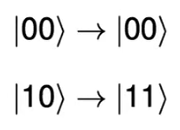 |00⟩ → |00⟩
|10⟩ → |11⟩